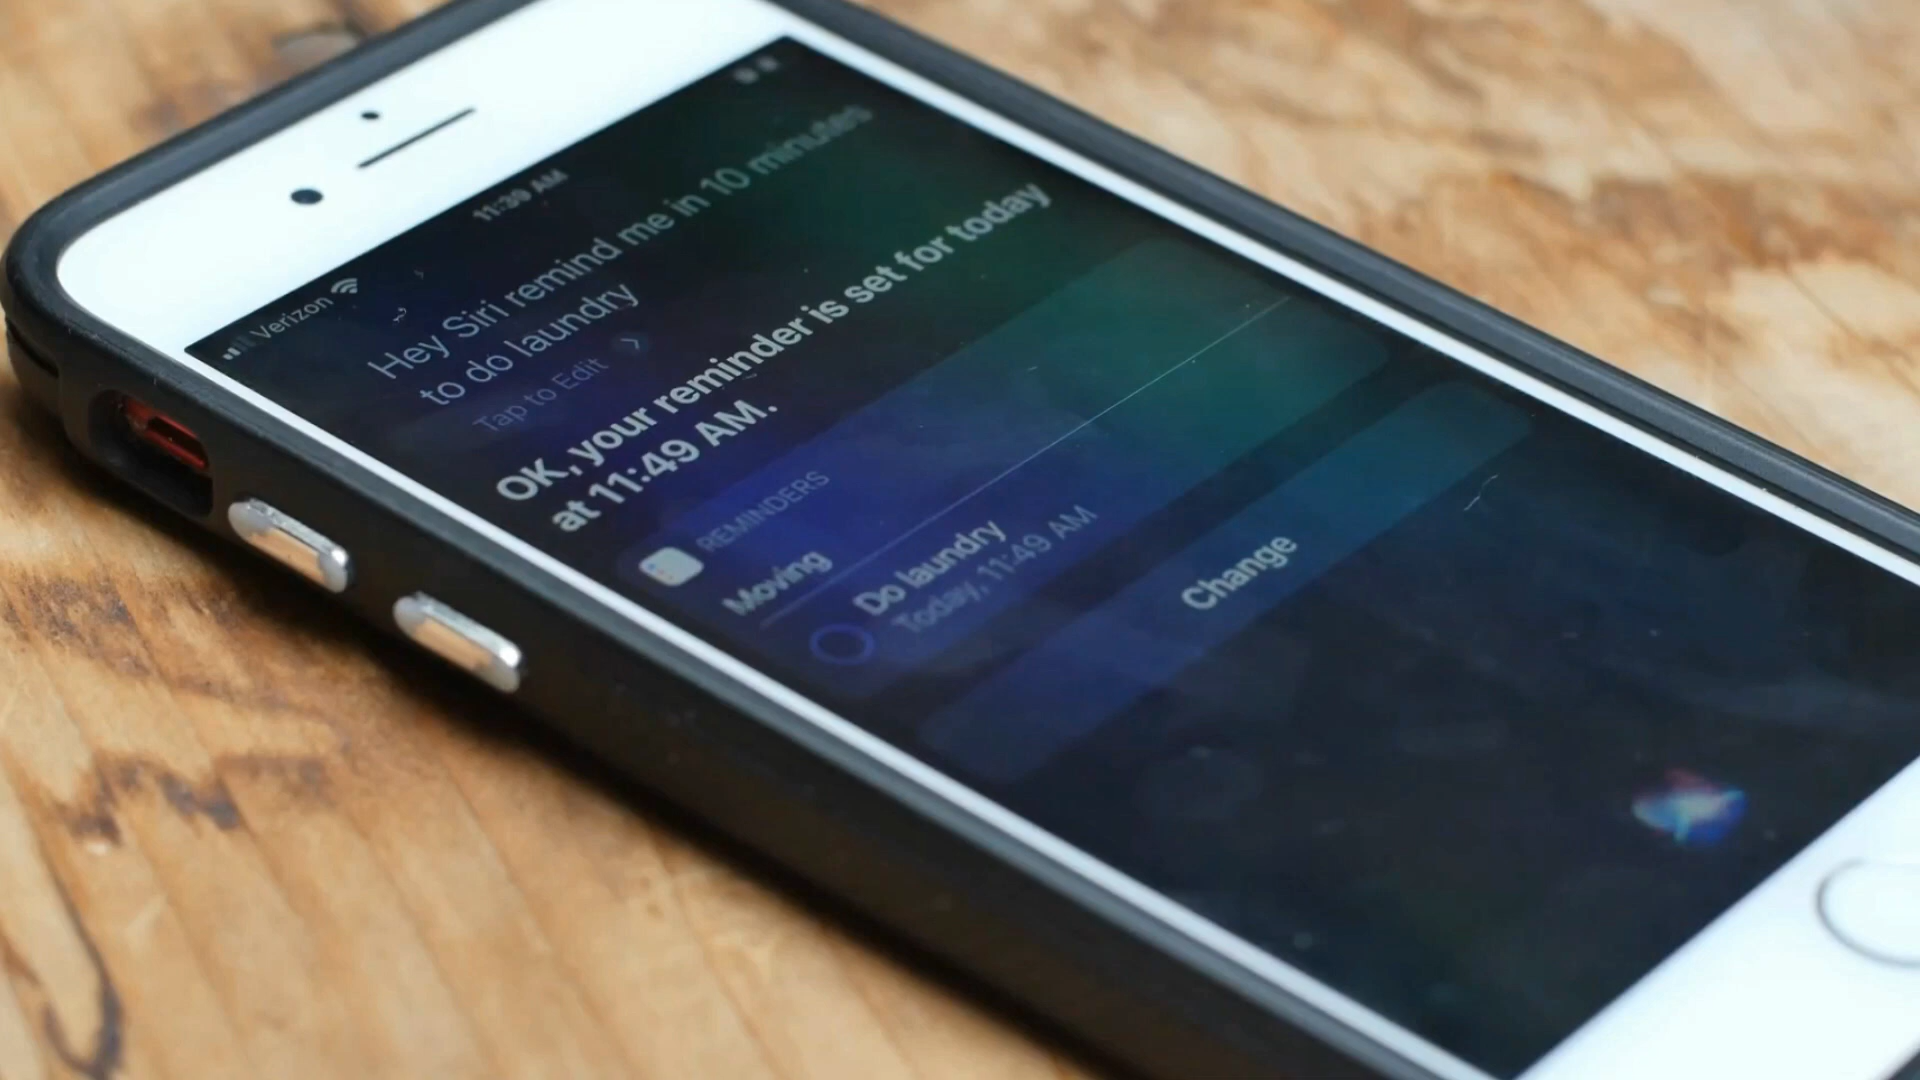 Verizon 11:39 AM
Hey Siri remind me in 10 minutes
to do laundry
Tap to Edit
OK, your reminder is set for today
at 11:49 AM.
REMINDERS
Moving
Do laundry
Today, 11:49 AM
Change